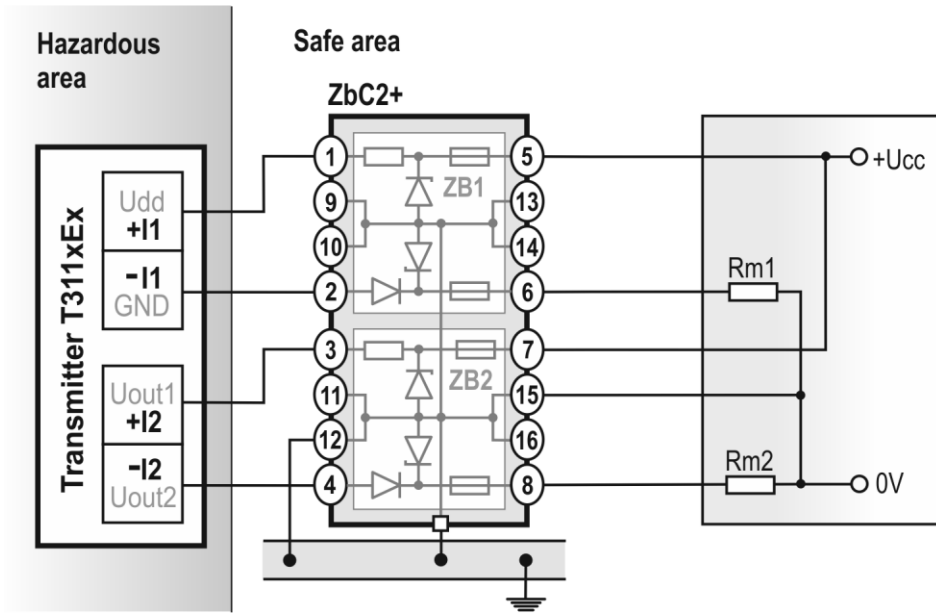 Hazardous
area
Safe area
ZbC2+
Transmitter T311xEx
Udd
+I1
-I1
GND
Uout1
+I2
-I2
Uout2
1
9
10
2
3
11
12
4
ZB1
ZB2
5
13
14
6
7
15
16
8
Rm1
Rm2
+Ucc
0V